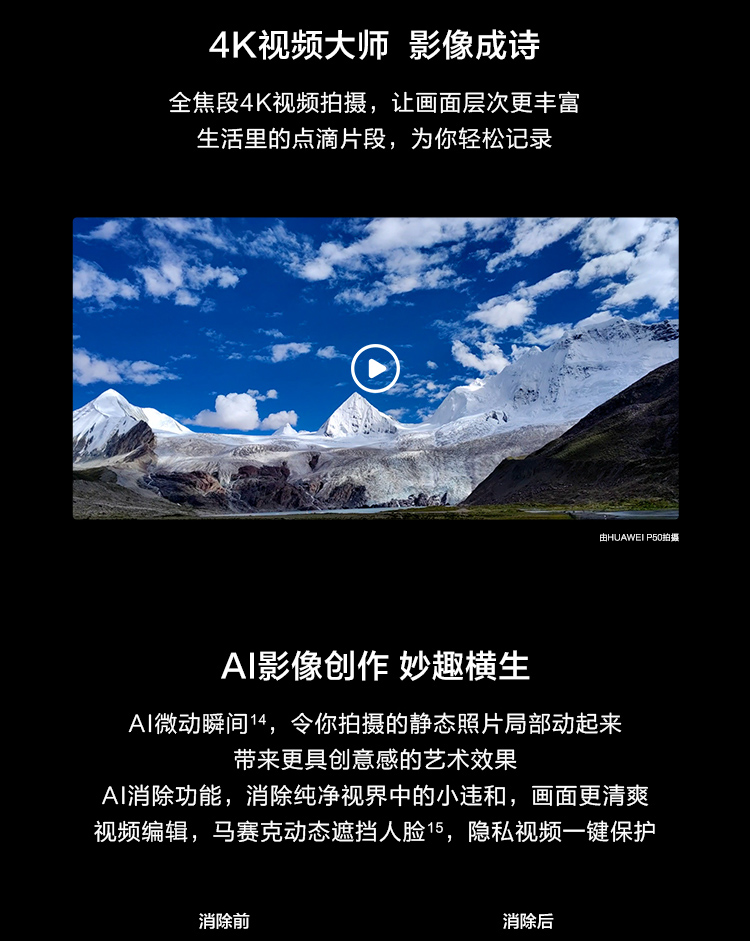 4K视频大师 影像成诗
全焦段4K视频拍摄，让画面层次更丰富
生活里的点滴片段，为你轻松记录
由HUAWEI P50拍摄
AI影像创作 妙趣横生
AI微动瞬间14，令你拍摄的静态照片局部动起来
带来更具创意感的艺术效果
AI消除功能，消除纯净视界中的小违和，画面更清爽
视频编辑，马赛克动态遮挡人脸15，隐私视频一键保护
消除前 消除后